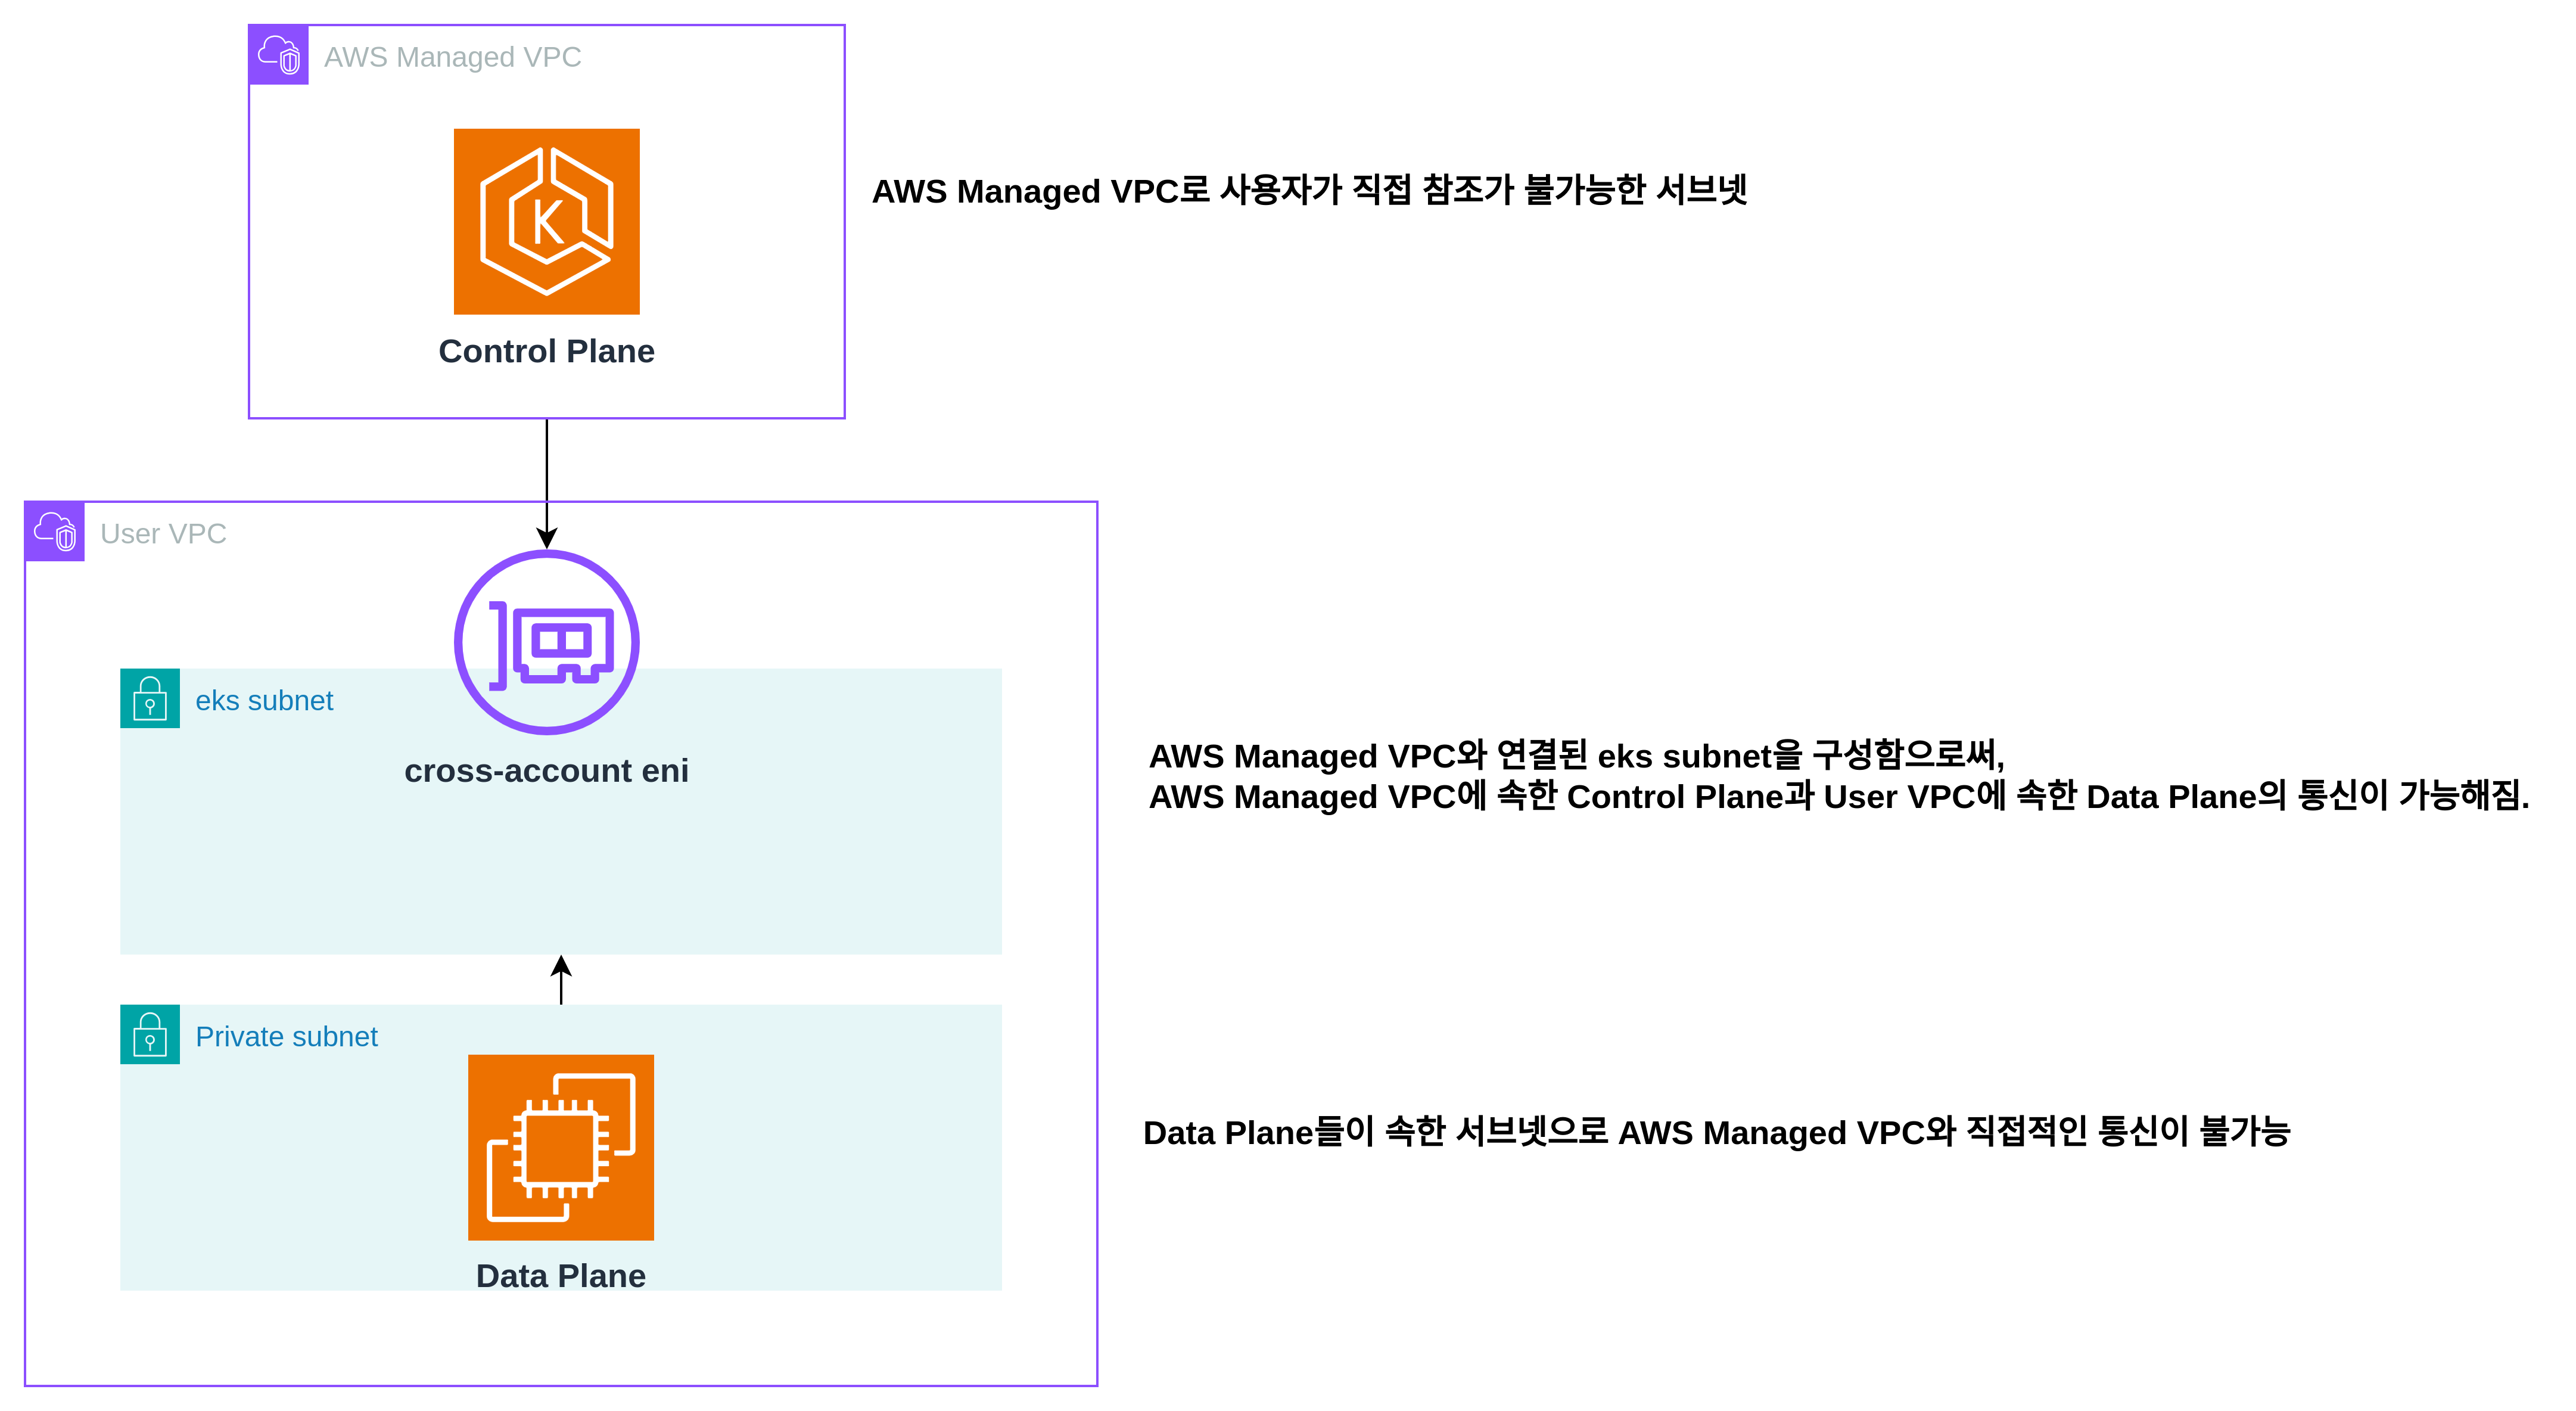 AWS Managed VPC
Control Plane
AWS Managed VPC로 사용자가 직접 참조가 불가능한 서브넷
User VPC
eks subnet
cross-account eni
AWS Managed VPC와 연결된 eks subnet을 구성함으로써,
AWS Managed VPC에 속한 Control Plane과 User VPC에 속한 Data Plane의 통신이 가능해짐.
Private subnet
Data Plane
Data Plane들이 속한 서브넷으로 AWS Managed VPC와 직접적인 통신이 불가능